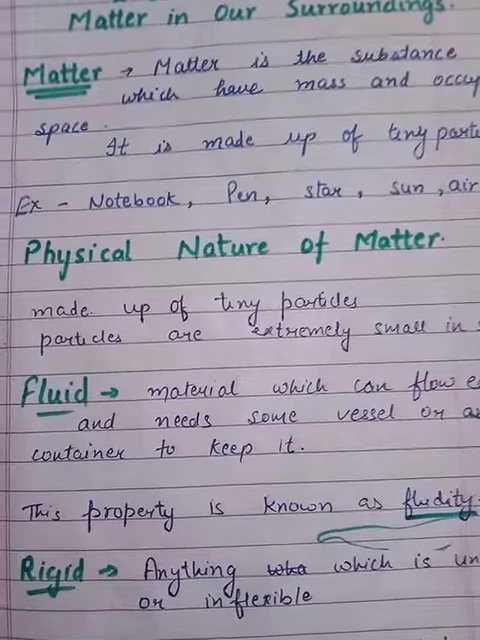 Matter in Our Surroundings.
Matter → Matter is the substance
which have mass and occupy
space.
It is made up of tiny parti
Ex - Notebook, Pen, star, sun, air
Physical Nature of Matter.
made up of tiny particles
particles are extremely small in s
Fluid → material which can flow e
and needs some vessel or a
container to keep it.
This property is known as fludity.
Rigid → Anything which is un
or inflexible